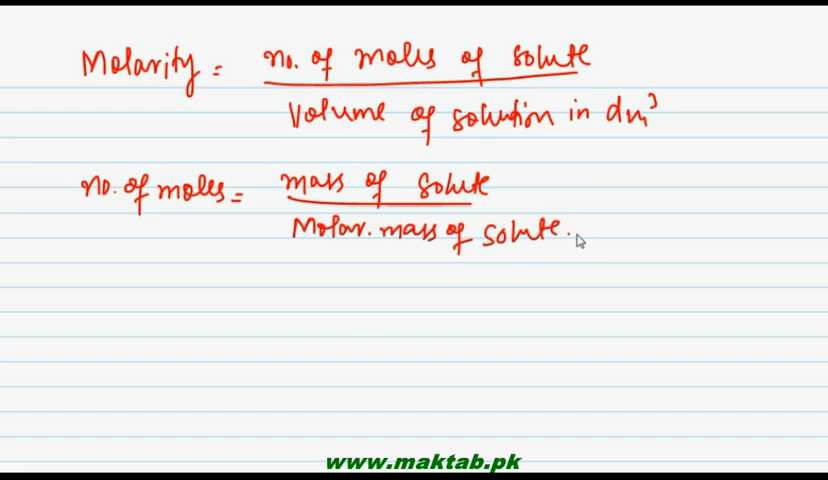 Molarity = no. of moles of solute
Volume of solution in dm³
no. of moles = mass of solute
Molar. mass of solute.
www.maktab.pk